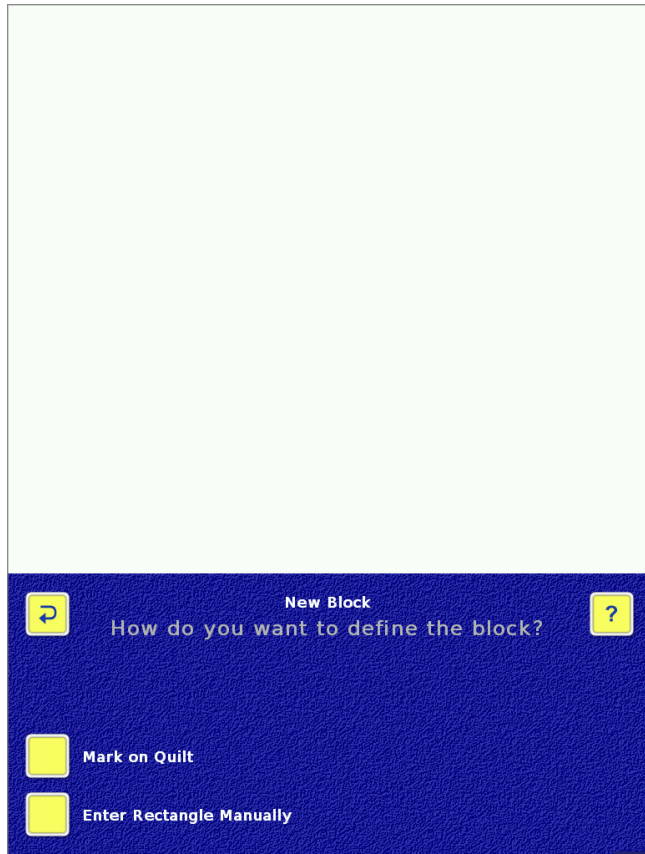 New Block
?
How do you want to define the block?
Mark on Quilt
Enter Rectangle Manually